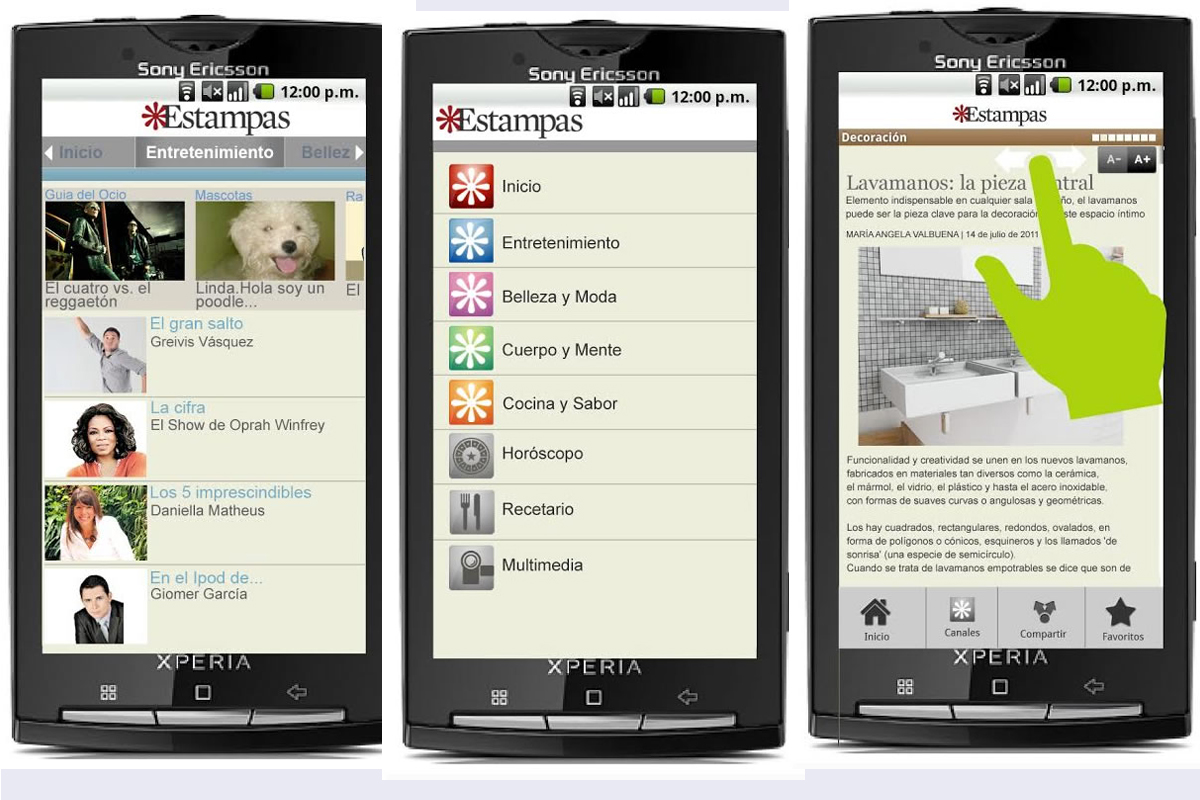 Sony Ericsson
12:00 p.m.
Estampas
Inicio
Entretenimiento
Bellez
Guia del Ocio
Mascotas
Ra
El cuatro vs. el
reggaetón
Linda.Hola soy un
poodle...
El
El gran salto
Greivis Vásquez
La cifra
El Show de Oprah Winfrey
Los 5 imprescindibles
Daniella Matheus
En el Ipod de...
Giomer García
XPERIA
Sony Ericsson
12:00 p.m.
Estampas
Inicio
Entretenimiento
Belleza y Moda
Cuerpo y Mente
Cocina y Sabor
Horóscopo
Recetario
Multimedia
XPERIA
Sony Ericsson
12:00 p.m.
Estampas
Decoración
A- A+
Lavamanos: la pieza ntral
Elemento indispensable en cualquier sala ño, el lavamanos
puede ser la pieza clave para la decoración ste espacio íntimo
MARÍA ANGELA VALBUENA | 14 de julio de 2011
Funcionalidad y creatividad se unen en los nuevos lavamanos,
fabricados en materiales tan diversos como la cerámica,
el mármol, el vidrio, el plástico y hasta el acero inoxidable,
con formas de suaves curvas o angulosas y geométricas.
Los hay cuadrados, rectangulares, redondos, ovalados, en
forma de polígonos o cónicos, esquineros y los llamados 'de
sonrisa' (una especie de semicírculo).
Cuando se trata de lavamanos empotrables se dice que son de
Inicio
Canales
Compartir
Favoritos
XPERIA